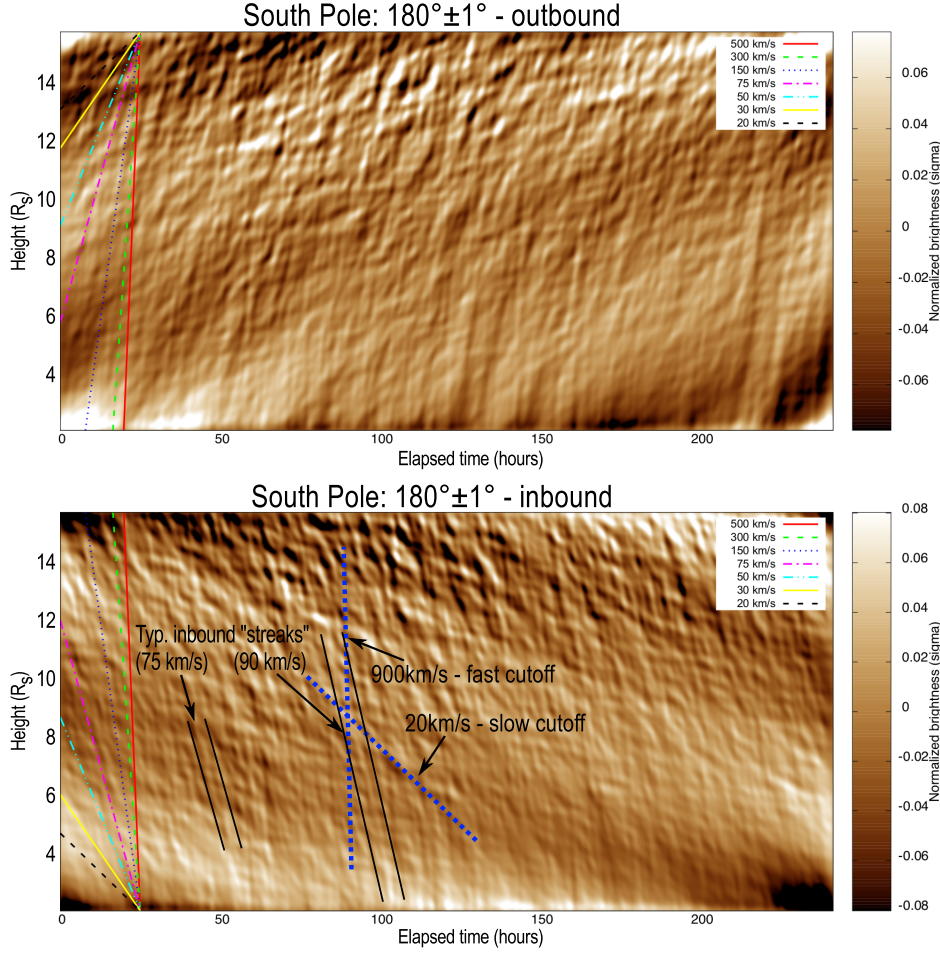 South Pole: 180°±1° - outbound
500 km/s
300 km/s
150 km/s
75 km/s
50 km/s
30 km/s
20 km/s
14
12
10
8
6
4
Height (RS)
0
50
100
150
200
Elapsed time (hours)
0.06
0.04
0.02
0
-0.02
-0.04
-0.06
Normalized brightness (sigma)
South Pole: 180°±1° - inbound
500 km/s
300 km/s
150 km/s
75 km/s
50 km/s
30 km/s
20 km/s
Typ. inbound "streaks"
(75 km/s) (90 km/s)
900km/s - fast cutoff
20km/s - slow cutoff
14
12
10
8
6
4
Height (RS)
0
50
100
150
200
Elapsed time (hours)
0.08
0.06
0.04
0.02
0
-0.02
-0.04
-0.06
-0.08
Normalized brightness (sigma)